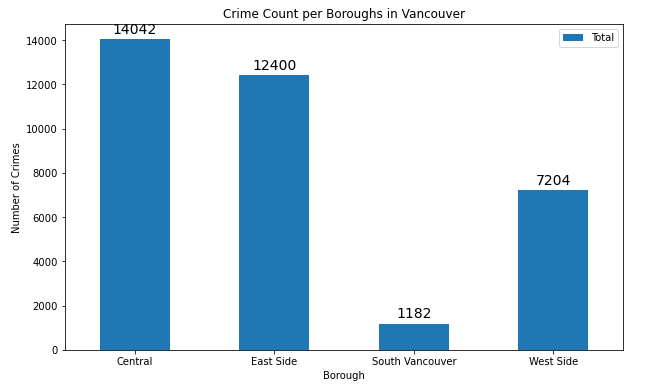 Crime Count per Boroughs in Vancouver
Total
14042
12400
1182
7204
Number of Crimes
14000
12000
10000
8000
6000
4000
2000
0
Central
East Side
South Vancouver
West Side
Borough